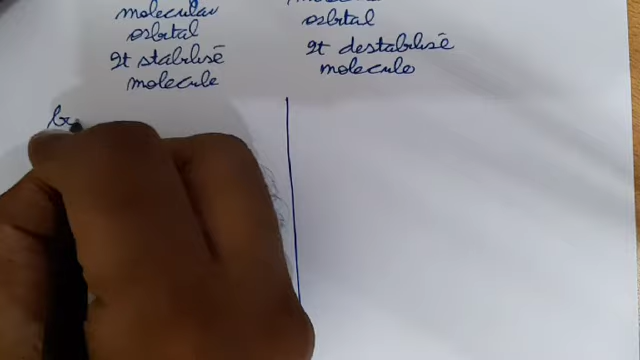 molecular
orbital
It stabilise
molecule
orbital
It destabilise
molecule